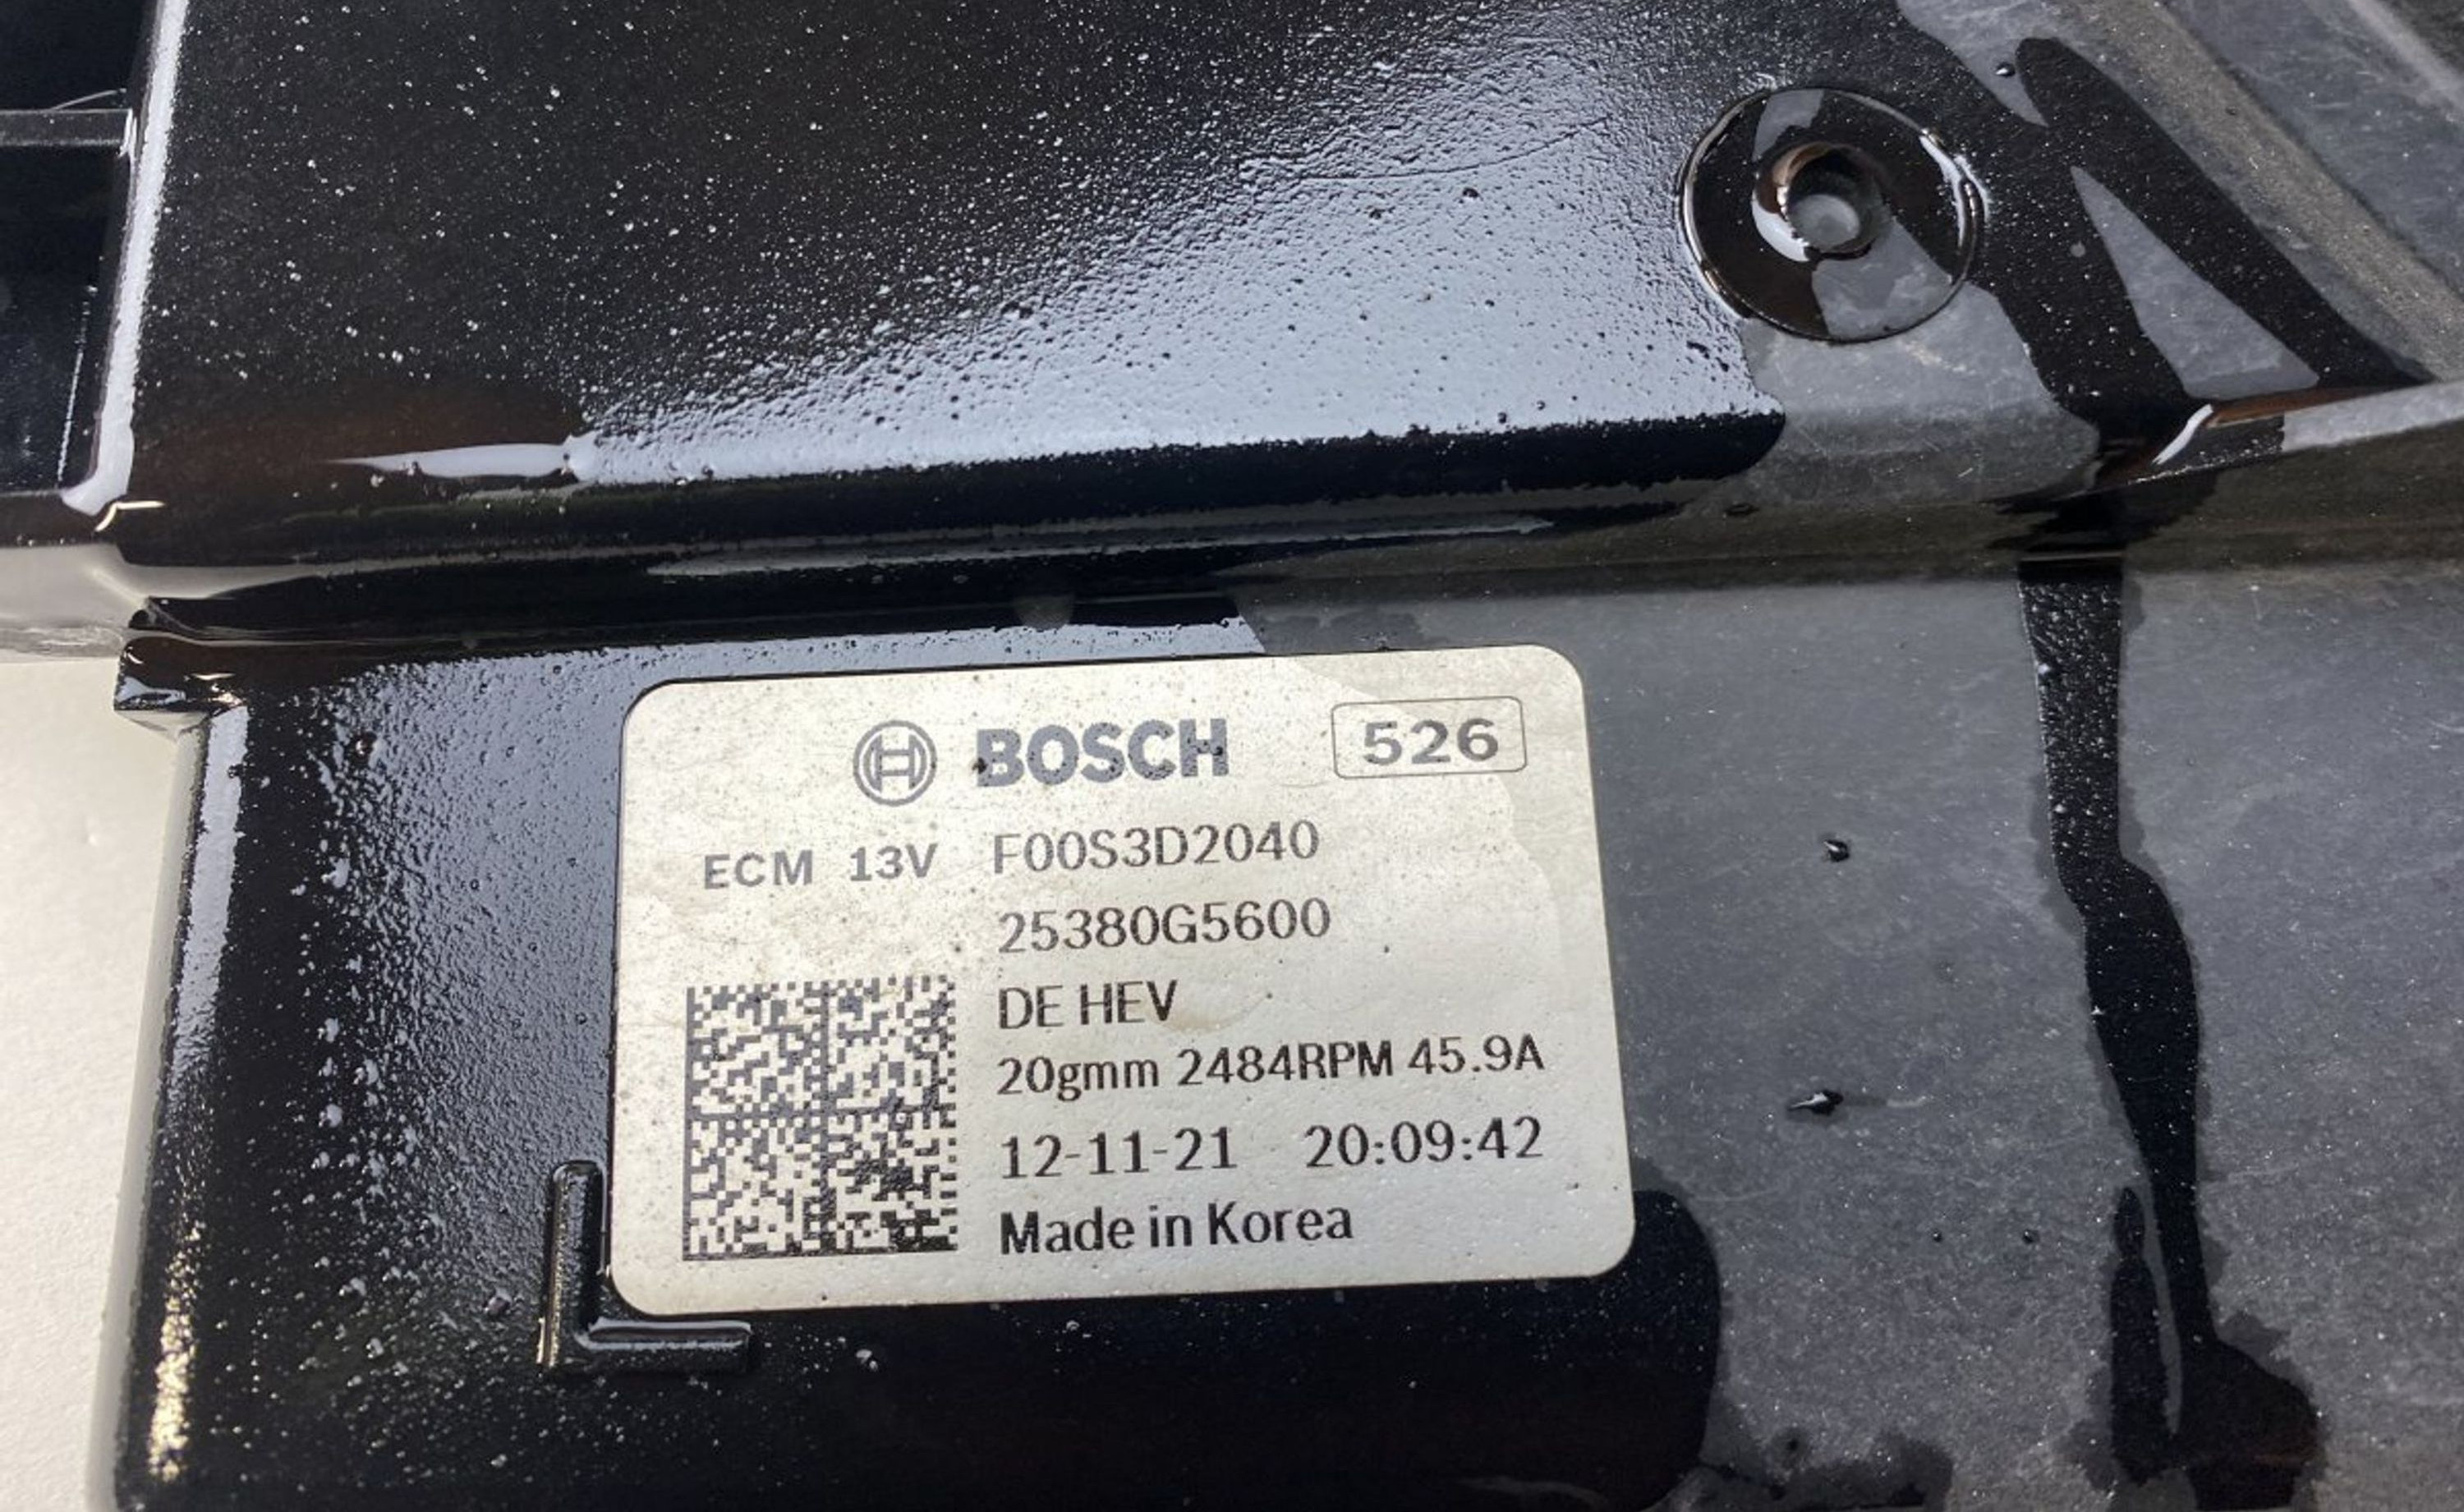 BOSCH 526
ECM 13V F00S3D2040
25380G5600
DE HEV
20gmm 2484RPM 45.9A
12-11-21 20:09:42
Made in Korea